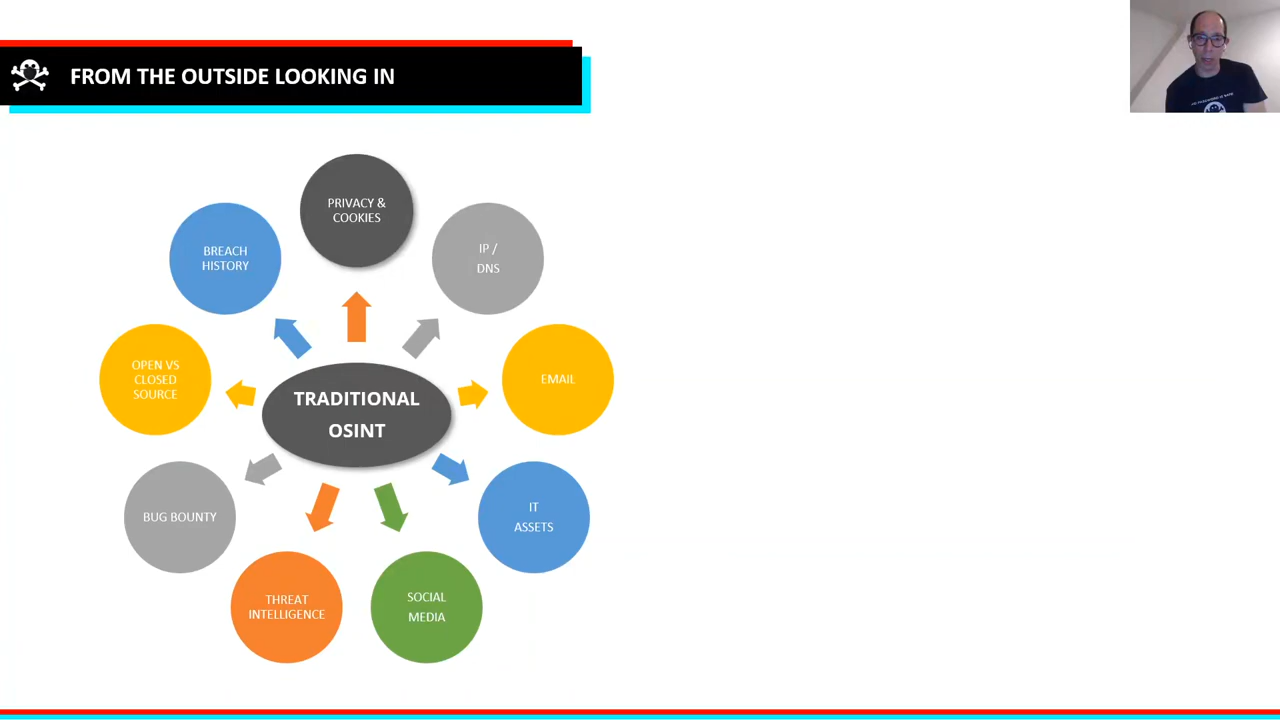 FROM THE OUTSIDE LOOKING IN
PRIVACY &
COOKIES
IP /
DNS
EMAIL
IT
ASSETS
SOCIAL
MEDIA
THREAT
INTELLIGENCE
BUG BOUNTY
OPEN VS
CLOSED
SOURCE
BREACH
HISTORY
TRADITIONAL
OSINT